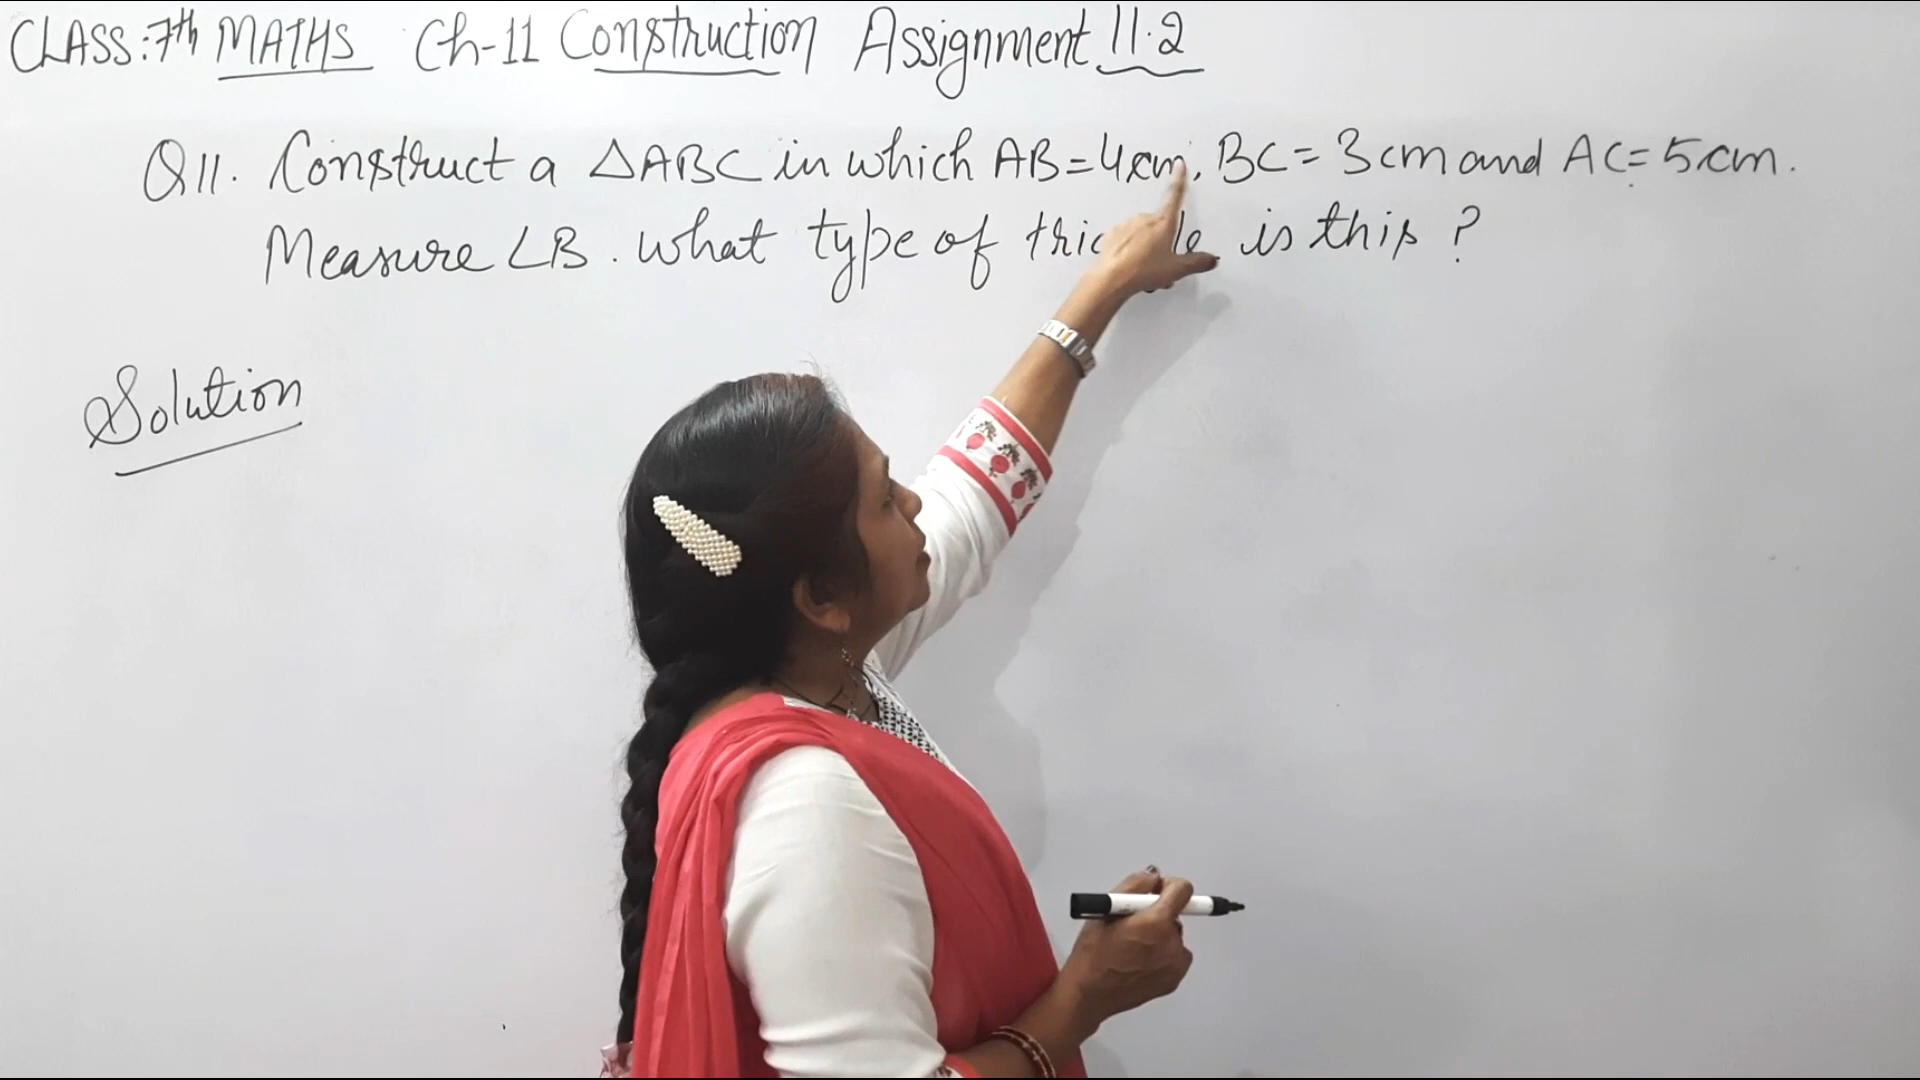 CLASS:7th MATHS Ch-11 Construction Assignment 11.2
Q11. Construct a △ABC in which AB=4cm, BC=3cm and AC=5cm.
Measure ∠B. What type of is this ?
Solution